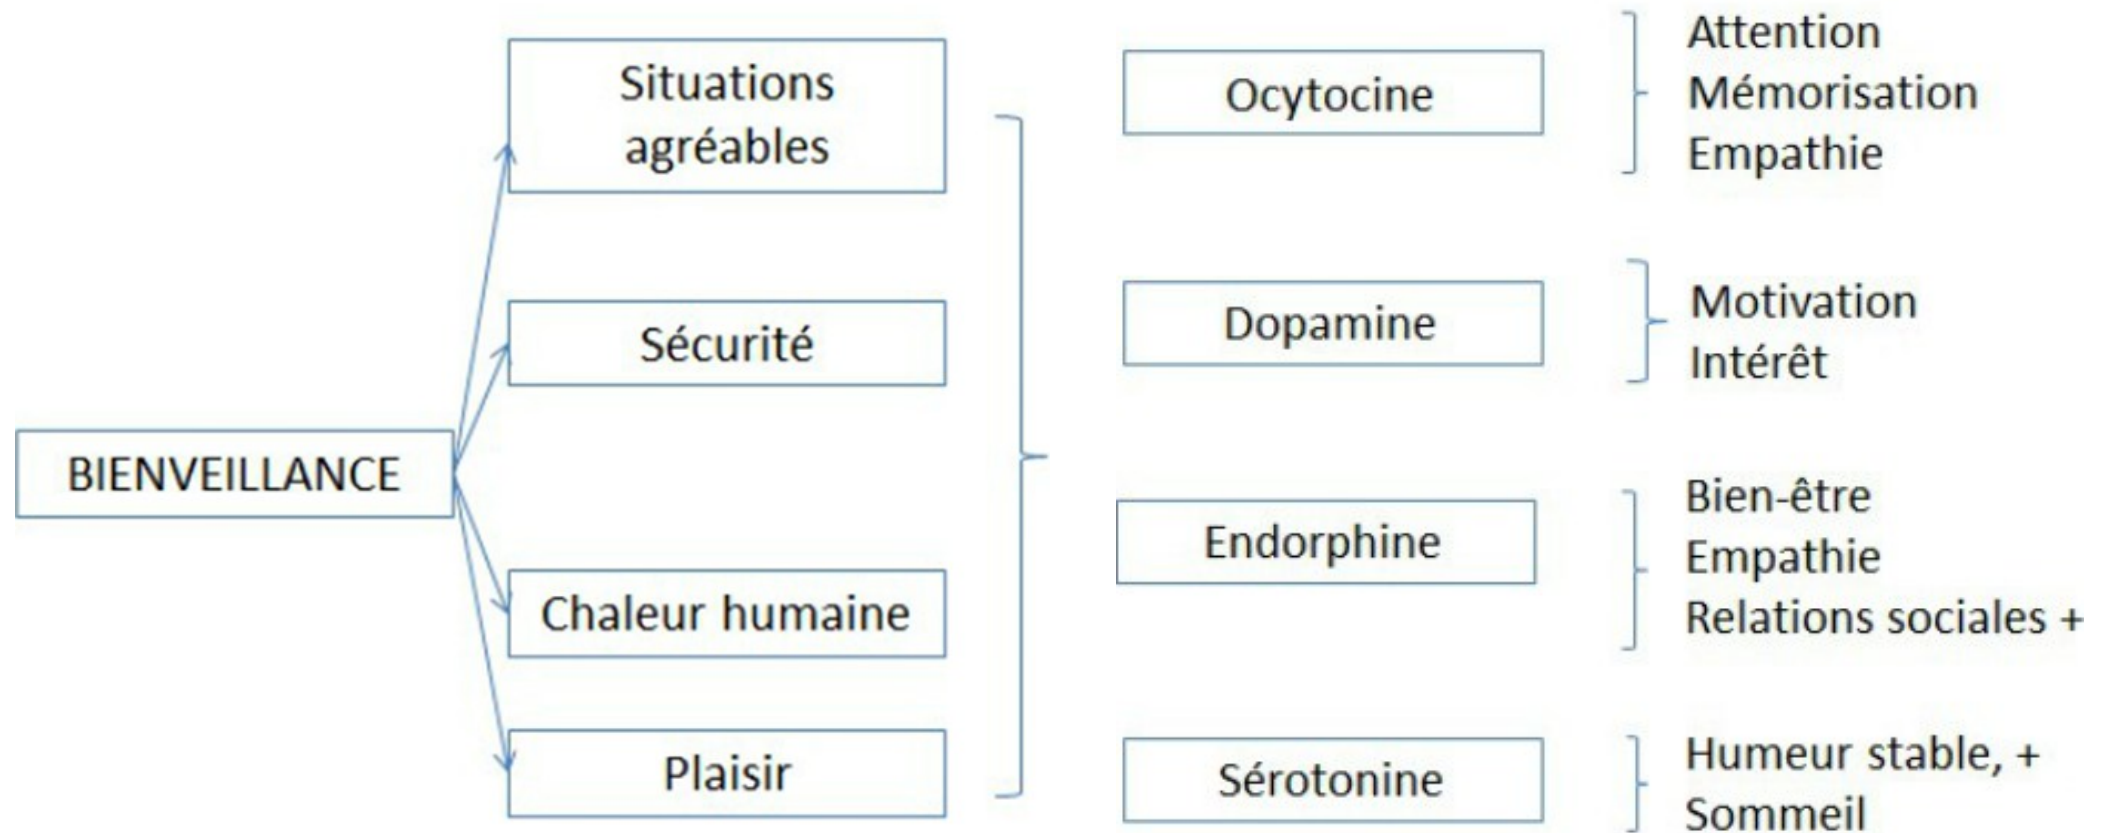 BIENVEILLANCE
Situations
agréables
Sécurité
Chaleur humaine
Plaisir
Ocytocine
Dopamine
Endorphine
Sérotonine
Attention
Mémorisation
Empathie
Motivation
Intérêt
Bien-être
Empathie
Relations sociales +
Humeur stable, +
Sommeil